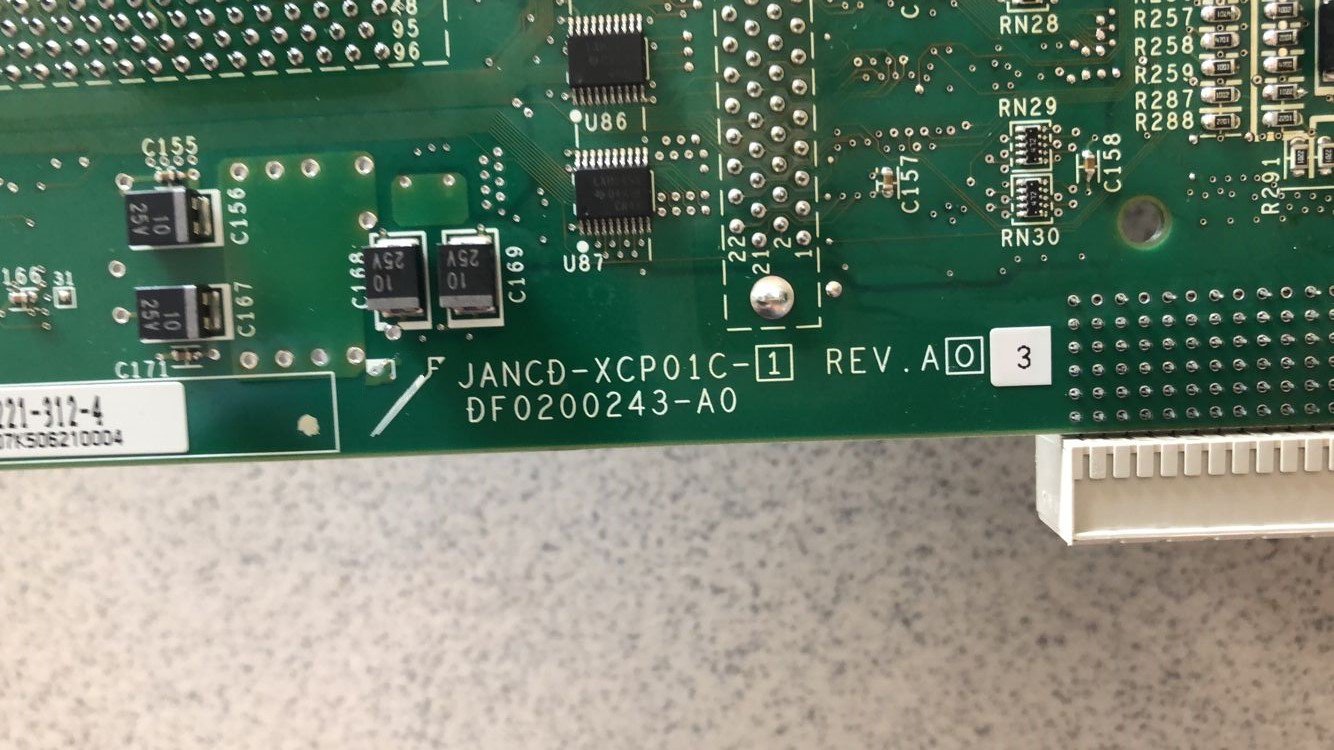 95
96
R257
R258
R259
R287
R288
RN28
RN29
RN30
U86
U87
C155
C156
C157
C158
R291
C167
C168
C169
C171
10
25V
10
25V
10
25V
10
25V
31
22
21
2
1
JANCD-XCP01C-1 REV.A0 3
DF0200243-A0
221-312-4